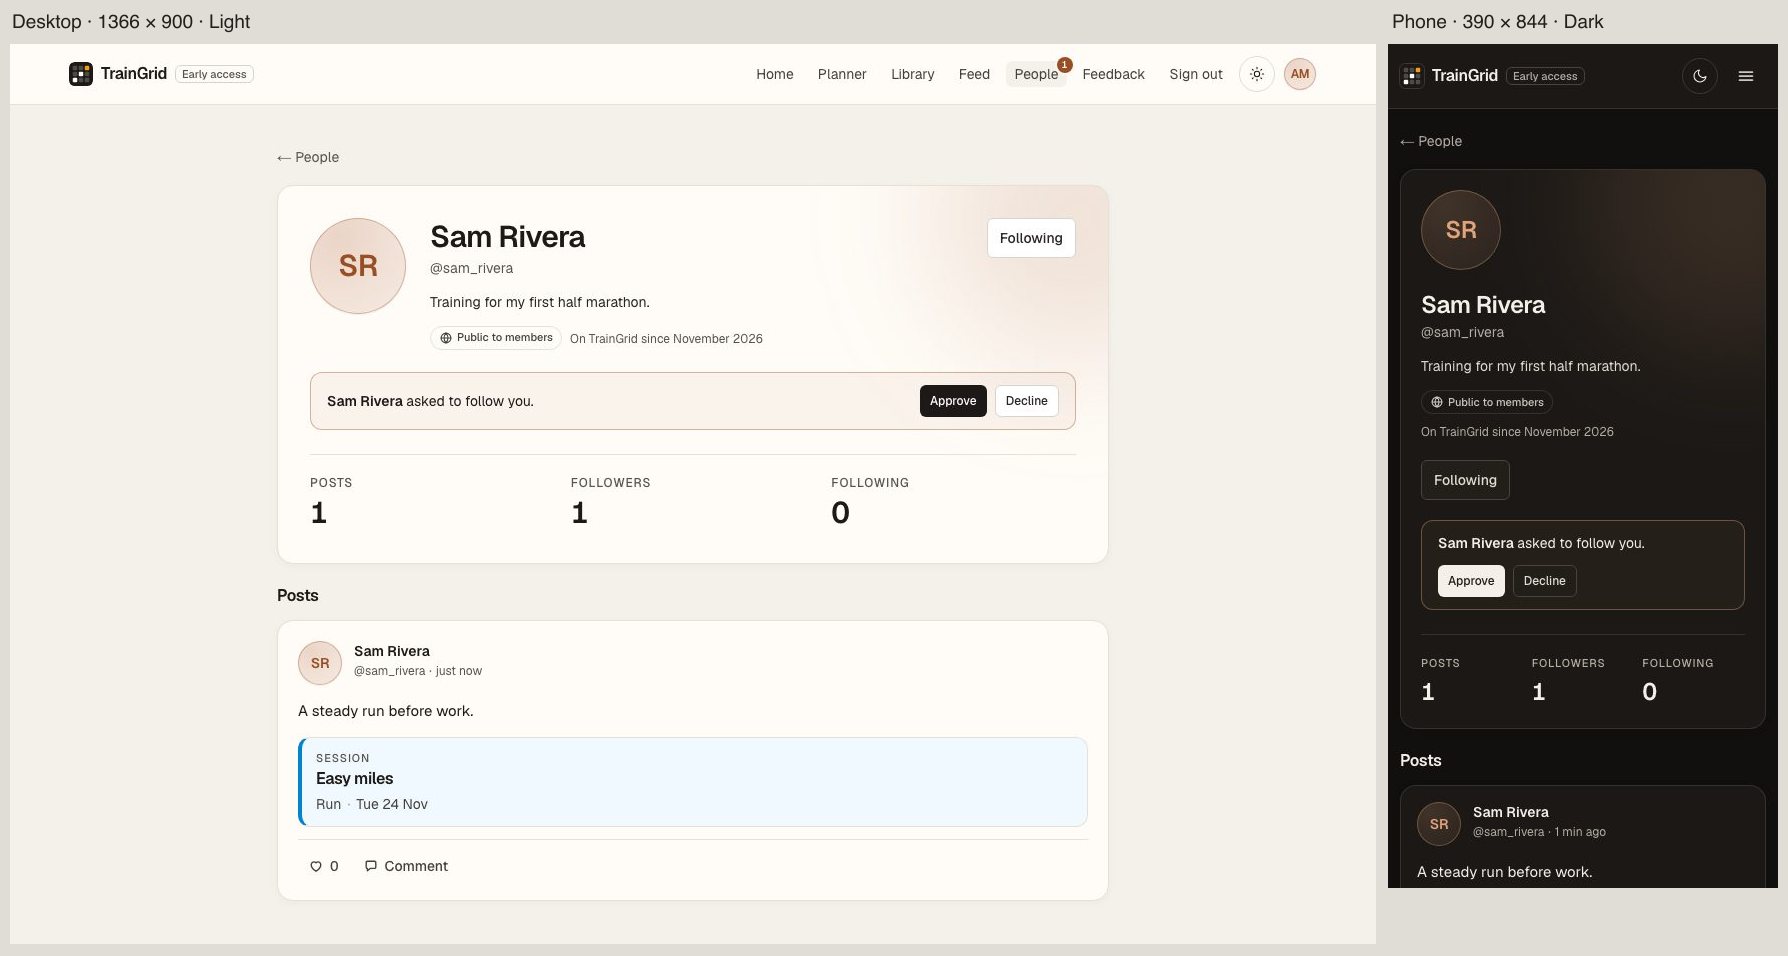 Desktop · 1366 × 900 · Light
TrainGrid Early access
Home Planner Library Feed People 1 Feedback Sign out AM
← People
SR
Sam Rivera
Following
@sam_rivera
Training for my first half marathon.
Public to members On TrainGrid since November 2026
Sam Rivera asked to follow you. Approve Decline
POSTS FOLLOWERS FOLLOWING
1 1 0
Posts
SR
Sam Rivera
@sam_rivera · just now
A steady run before work.
SESSION
Easy miles
Run · Tue 24 Nov
0 Comment
Phone · 390 × 844 · Dark
TrainGrid Early access
← People
SR
Sam Rivera
@sam_rivera
Training for my first half marathon.
Public to members
On TrainGrid since November 2026
Following
Sam Rivera asked to follow you.
Approve Decline
POSTS FOLLOWERS FOLLOWING
1 1 0
Posts
SR
Sam Rivera
@sam_rivera · 1 min ago
A steady run before work.